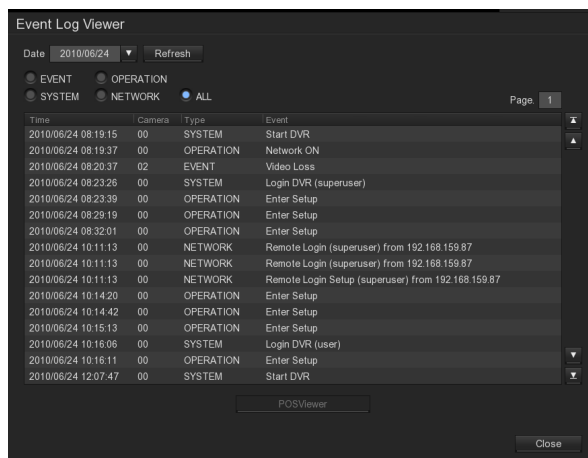 Event Log Viewer
Date 2010/06/24 Refresh
EVENT OPERATION
SYSTEM NETWORK ALL Page. 1
Time Camera Type Event
2010/06/24 08:19:15 00 SYSTEM Start DVR
2010/06/24 08:19:37 00 OPERATION Network ON
2010/06/24 08:20:37 02 EVENT Video Loss
2010/06/24 08:23:26 00 SYSTEM Login DVR (superuser)
2010/06/24 08:23:39 00 OPERATION Enter Setup
2010/06/24 08:29:19 00 OPERATION Enter Setup
2010/06/24 08:32:01 00 OPERATION Enter Setup
2010/06/24 10:11:13 00 NETWORK Remote Login (superuser) from 192.168.159.87
2010/06/24 10:11:13 00 NETWORK Remote Login (superuser) from 192.168.159.87
2010/06/24 10:11:13 00 NETWORK Remote Login Setup (superuser) from 192.168.159.87
2010/06/24 10:14:20 00 OPERATION Enter Setup
2010/06/24 10:14:42 00 OPERATION Enter Setup
2010/06/24 10:15:13 00 OPERATION Enter Setup
2010/06/24 10:16:06 00 SYSTEM Login DVR (user)
2010/06/24 10:16:11 00 OPERATION Enter Setup
2010/06/24 12:07:47 00 SYSTEM Start DVR
POSViewer
Close